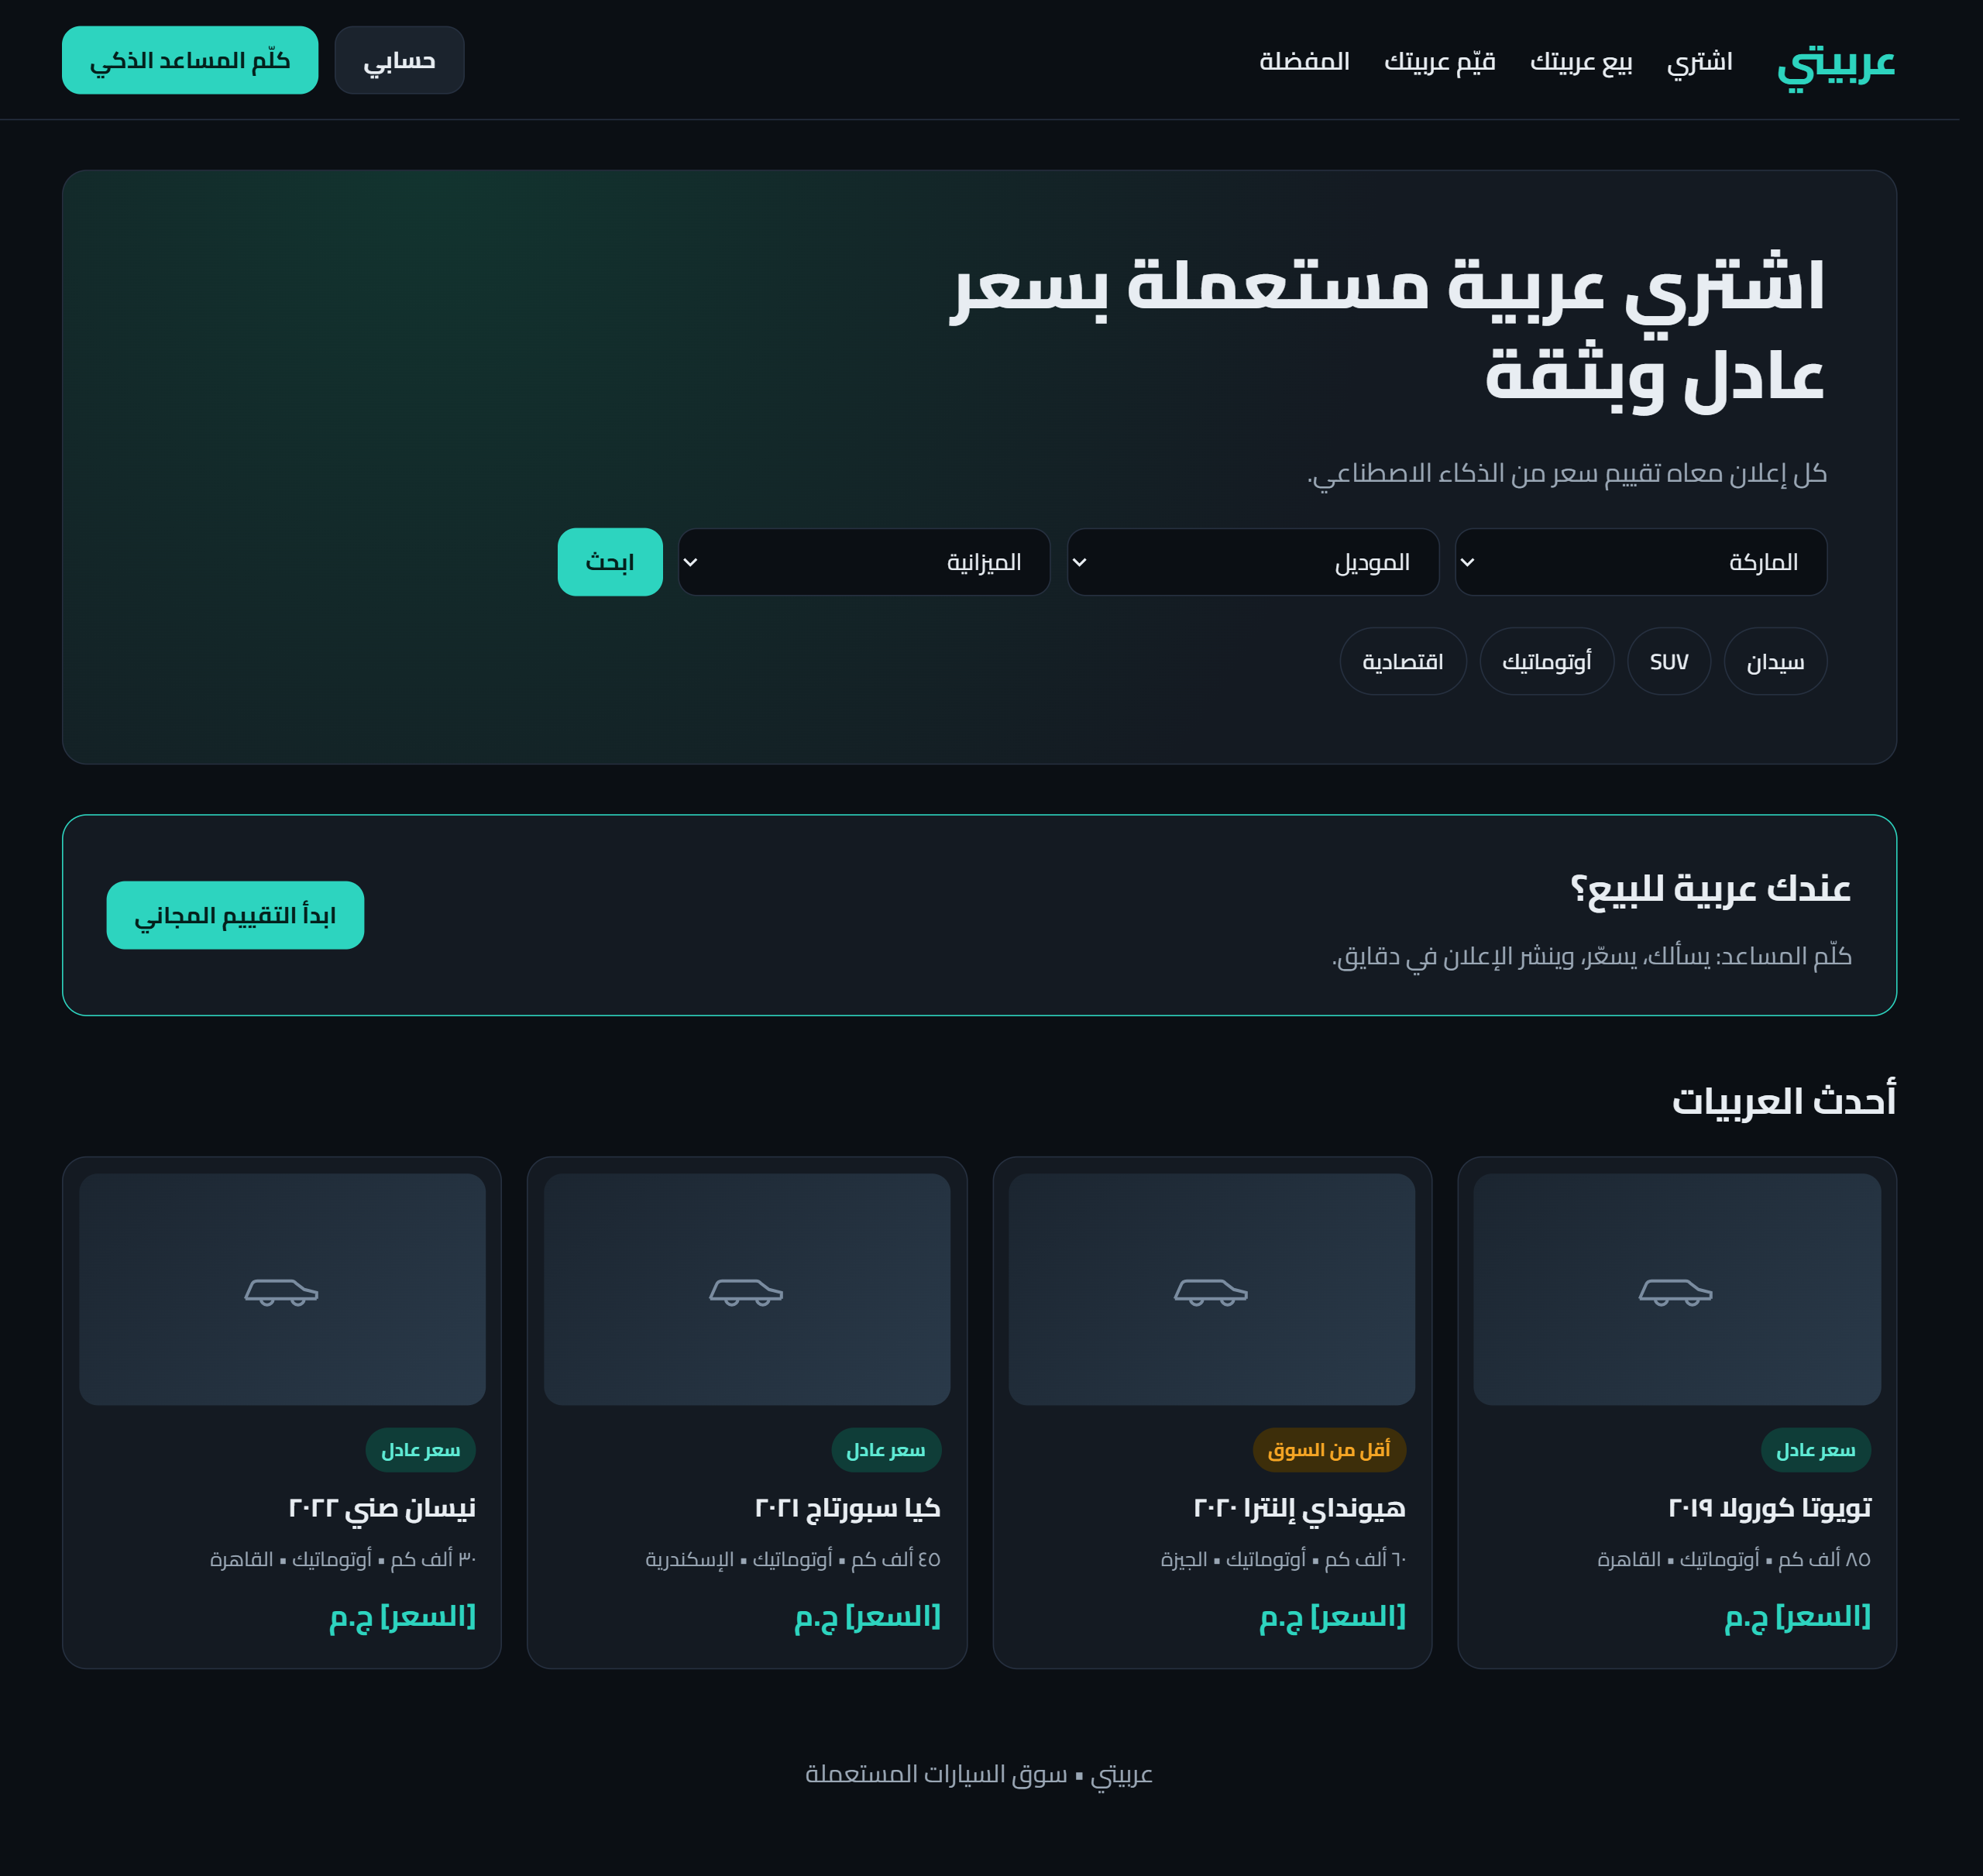 عربيتي
اشتري
بيع عربيتك
قيّم عربيتك
المفضلة
حسابي
كلّم المساعد الذكي
اشتري عربية مستعملة بسعر
عادل وبثقة
كل إعلان معاه تقييم سعر من الذكاء الاصطناعي.
الماركة
الموديل
الميزانية
ابحث
سيدان
SUV
أوتوماتيك
اقتصادية
عندك عربية للبيع؟
كلّم المساعد: يسألك، يسعّر، وينشر الإعلان في دقايق.
ابدأ التقييم المجاني
أحدث العربيات
سعر عادل
تويوتا كورولا ٢٠١٩
٨٥ ألف كم • أوتوماتيك • القاهرة
[السعر] ج.م
أقل من السوق
هيونداي إلنترا ٢٠٢٠
٦٠ ألف كم • أوتوماتيك • الجيزة
[السعر] ج.م
سعر عادل
كيا سبورتاج ٢٠٢١
٤٥ ألف كم • أوتوماتيك • الإسكندرية
[السعر] ج.م
سعر عادل
نيسان صني ٢٠٢٢
٣٠ ألف كم • أوتوماتيك • القاهرة
[السعر] ج.م
عربيتي • سوق السيارات المستعملة